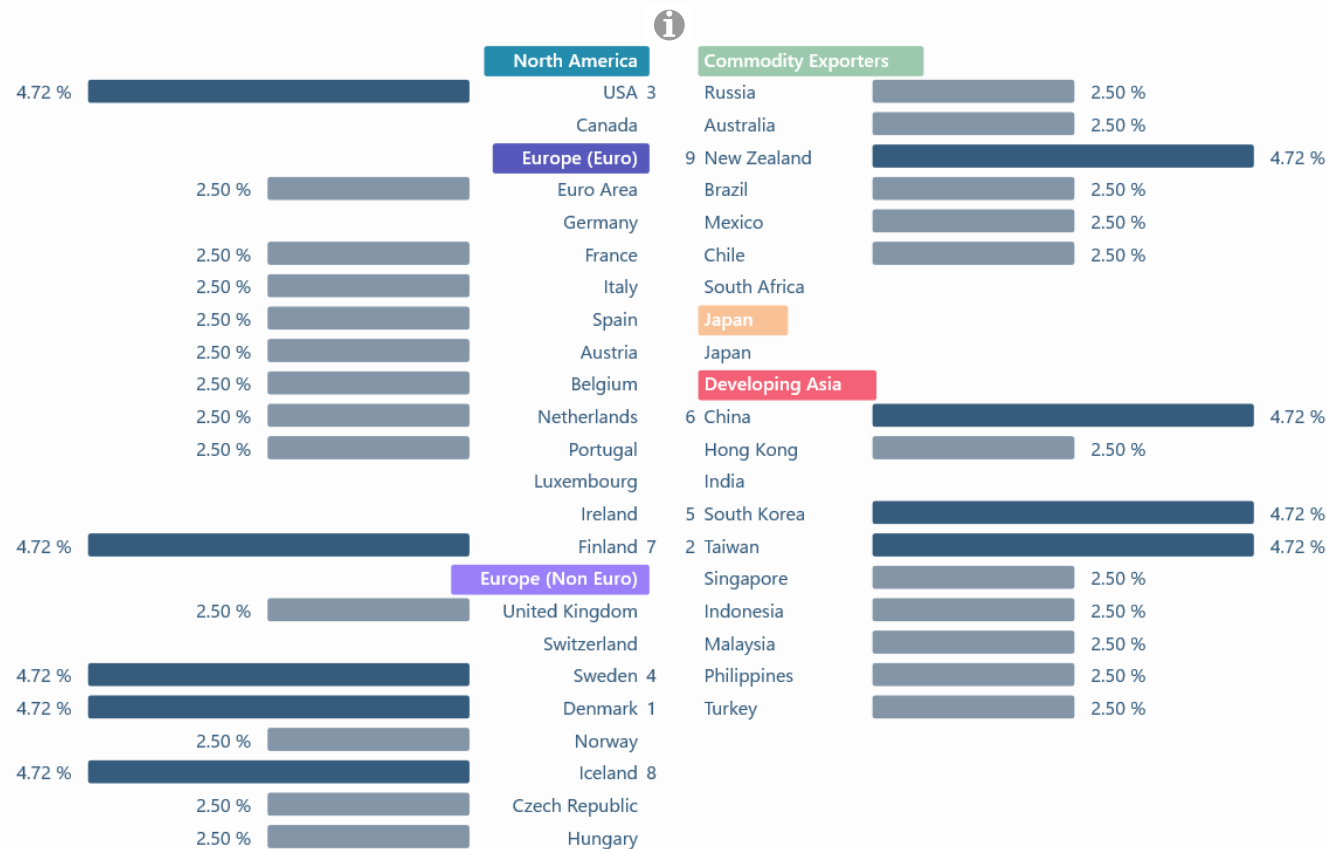 North America
4.72 % USA 3
Canada
Europe (Euro)
2.50 % Euro Area
Germany
2.50 % France
2.50 % Italy
2.50 % Spain
2.50 % Austria
2.50 % Belgium
2.50 % Netherlands
2.50 % Portugal
Luxembourg
Ireland
4.72 % Finland 7
Europe (Non Euro)
2.50 % United Kingdom
Switzerland
4.72 % Sweden 4
4.72 % Denmark 1
2.50 % Norway
4.72 % Iceland 8
2.50 % Czech Republic
2.50 % Hungary
Commodity Exporters
Russia 2.50 %
Australia 2.50 %
9 New Zealand 4.72 %
Brazil 2.50 %
Mexico 2.50 %
Chile 2.50 %
South Africa
Japan
Japan
Developing Asia
6 China 4.72 %
Hong Kong 2.50 %
India
5 South Korea 4.72 %
2 Taiwan 4.72 %
Singapore 2.50 %
Indonesia 2.50 %
Malaysia 2.50 %
Philippines 2.50 %
Turkey 2.50 %